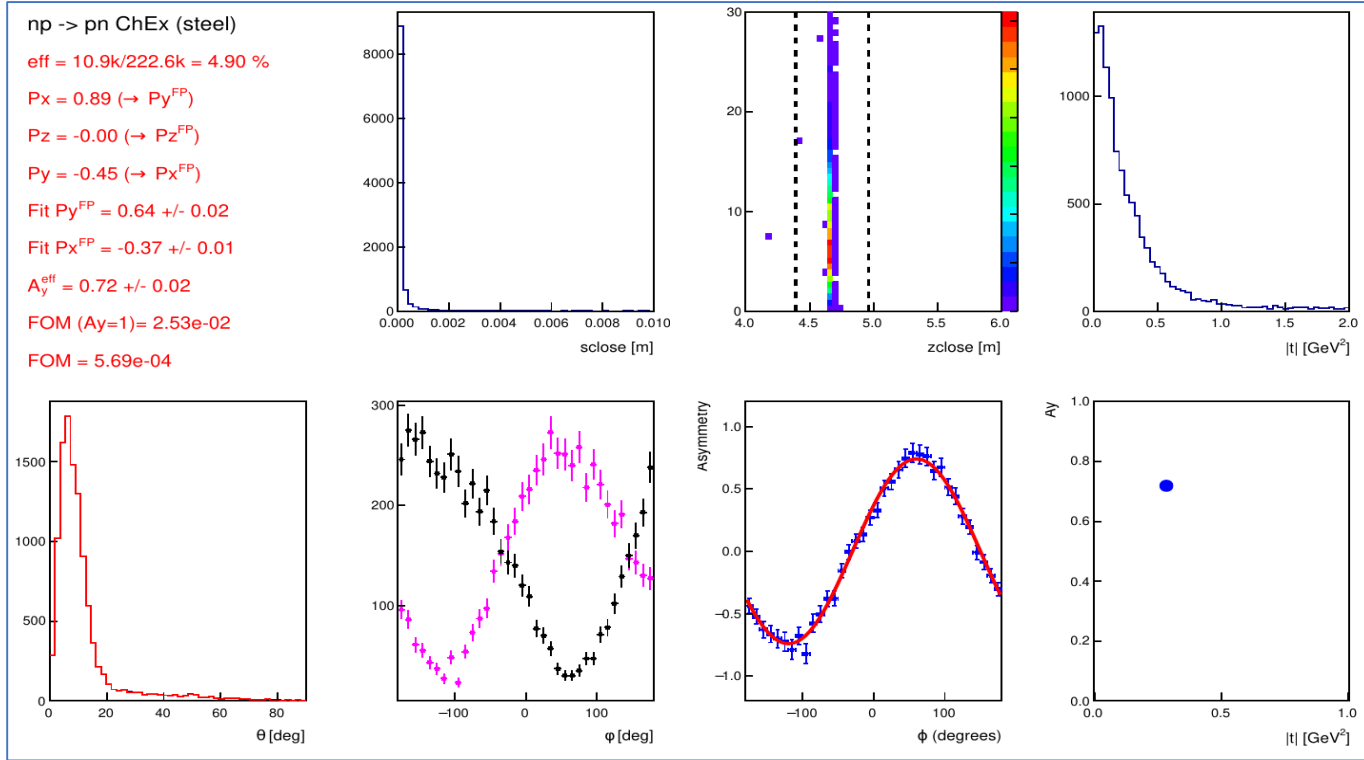 np -> pn ChEx (steel)
eff = 10.9k/222.6k = 4.90 %
Px = 0.89 (→ Py^FP)
Pz = -0.00 (→ Pz^FP)
Py = -0.45 (→ Px^FP)
Fit Py^FP = 0.64 +/- 0.02
Fit Px^FP = -0.37 +/- 0.01
A_y^eff = 0.72 +/- 0.02
FOM (Ay=1)= 2.53e-02
FOM = 5.69e-04
8000
6000
4000
2000
0
0.000 0.002 0.004 0.006 0.008 0.010
sclose [m]
30
20
10
0
4.0 4.5 5.0 5.5 6.0
zclose [m]
1000
500
0
0.0 0.5 1.0 1.5 2.0
|t| [GeV²]
1500
1000
500
0
0 20 40 60 80
θ [deg]
300
200
100
−100 0 100
φ [deg]
Asymmetry
1.0
0.5
0.0
−0.5
−1.0
−100 0 100
ϕ (degrees)
Ay
1.0
0.8
0.6
0.4
0.2
0.0
0.0 0.5 1.0
|t| [GeV²]